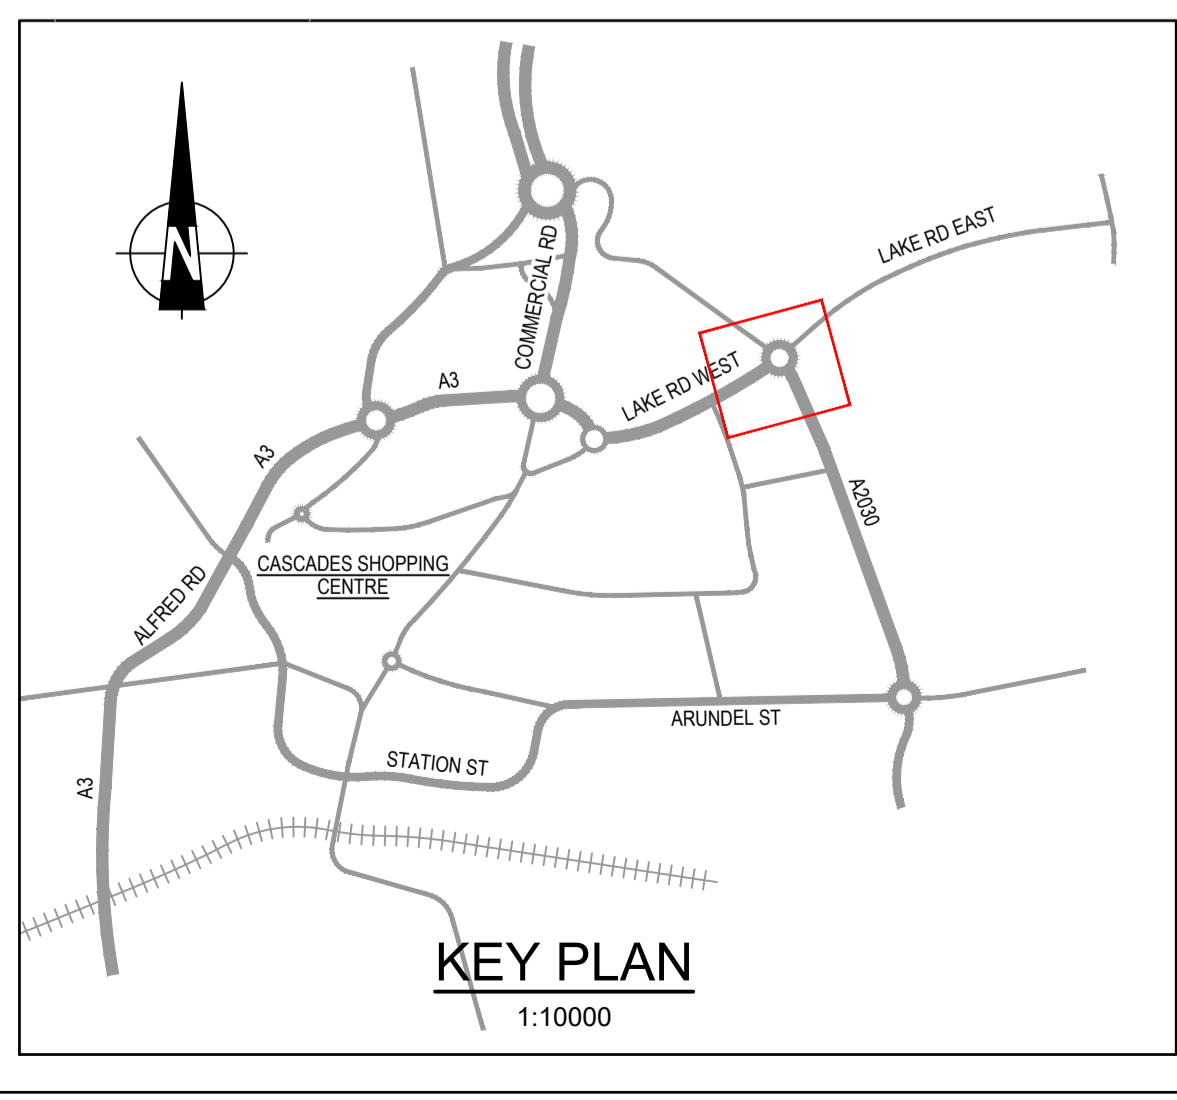 N
COMMERCIAL RD
LAKE RD EAST
A3
LAKE RD WEST
A3
A2030
CASCADES SHOPPING
CENTRE
ALFRED RD
ARUNDEL ST
STATION ST
A3
KEY PLAN
1:10000